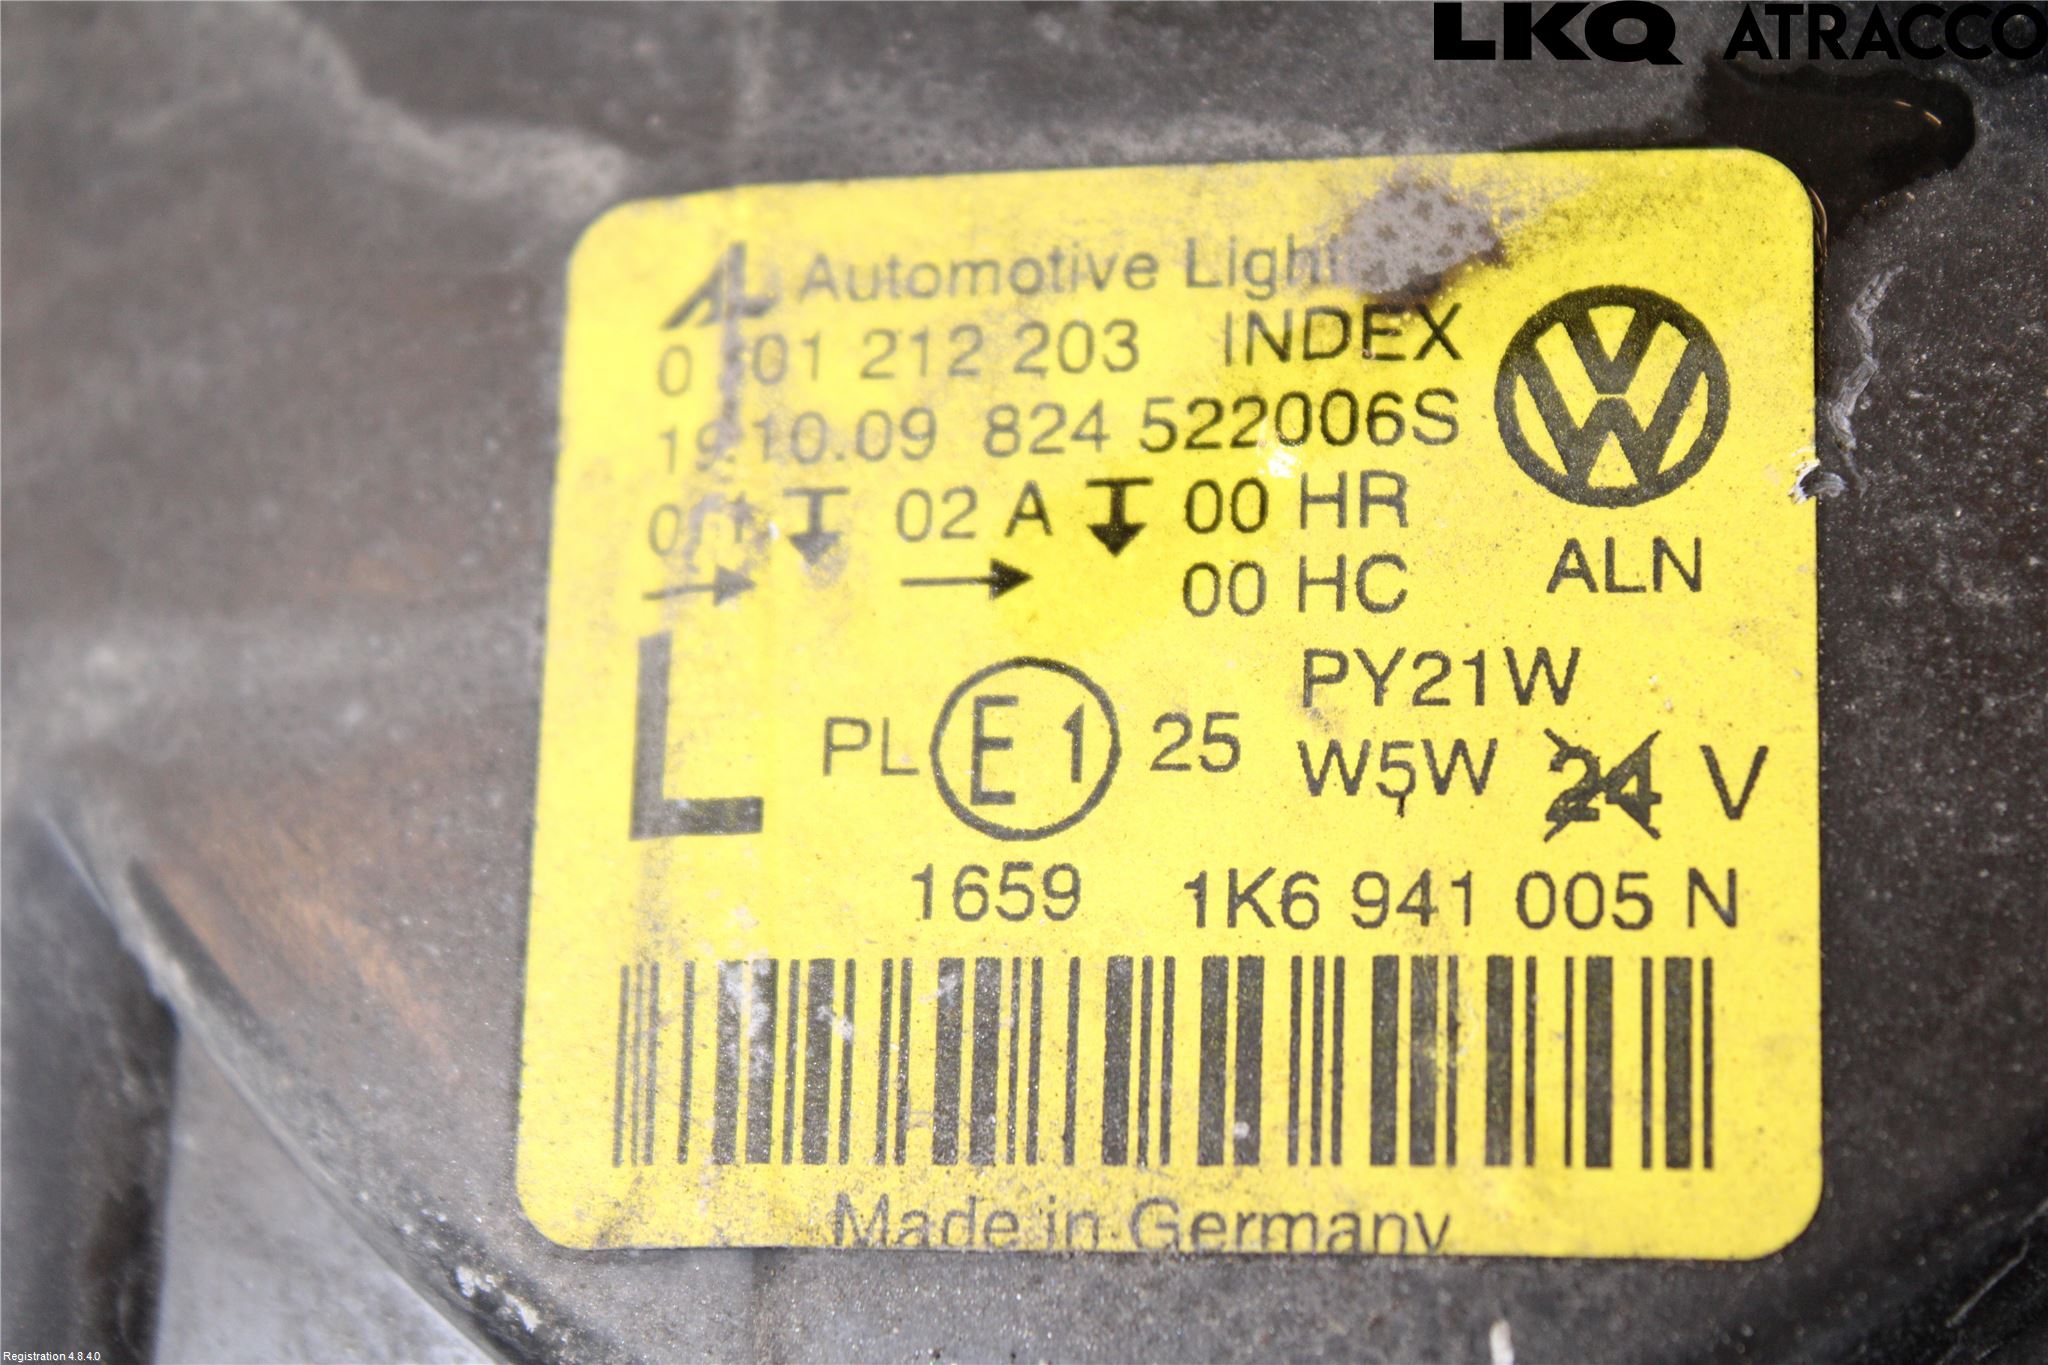 LKQ ATRACCO
Automotive Light
01 212 203 INDEX
19.10.09 824 522006S
02 A 00 HR
00 HC ALN
L
PL E1 25 PY21W
W5W 24 V
1659 1K6 941 005 N
Made in Germany
Registration 4.8.4.0